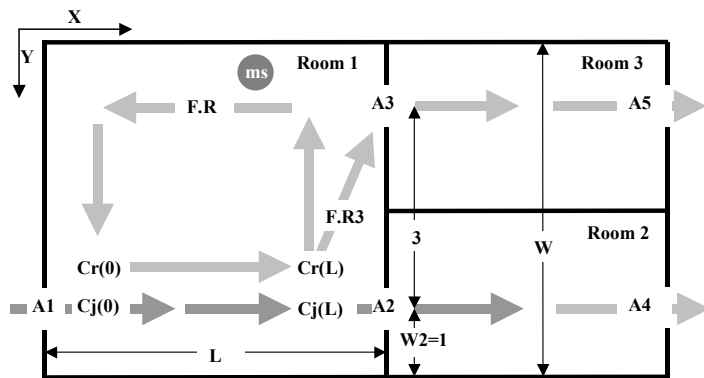 X
Y
Room 1
Room 3
ms
F.R
A3
A5
F.R3
3
W
Room 2
Cr(0)
Cr(L)
A1
Cj(0)
Cj(L)
A2
A4
W2=1
L